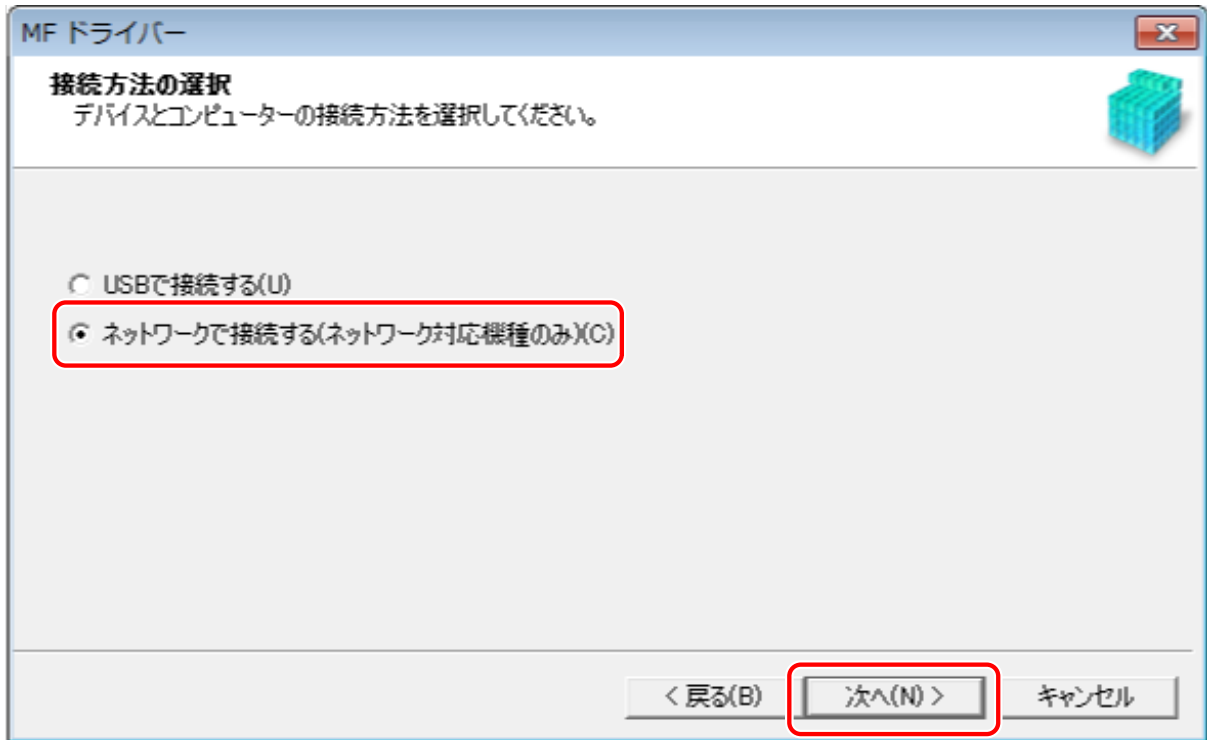 MF ドライバー
接続方法の選択
デバイスとコンピューターの接続方法を選択してください。
USBで接続する(U)
ネットワークで接続する(ネットワーク対応機種のみ)(C)
< 戻る(B)
次へ(N) >
キャンセル